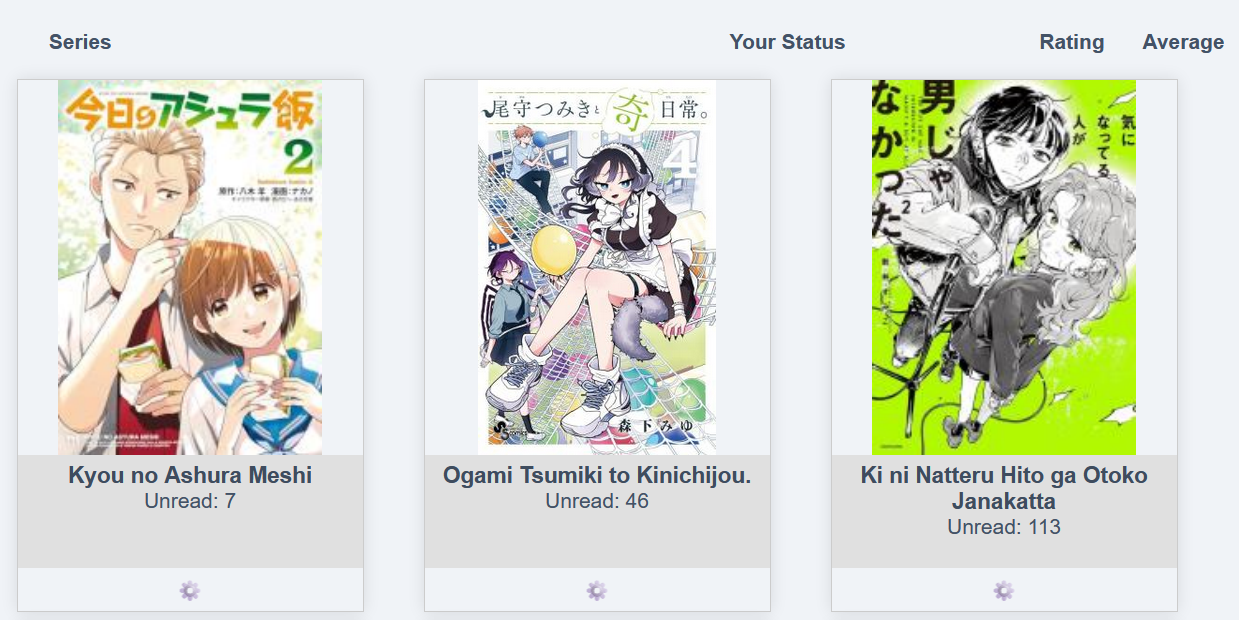 Series
Your Status
Rating
Average
今日のアシュラ飯
2
原作:八木 羊 漫画:ナカノ
尾守つみきと奇日常。
4
森下みゆ
comics
気に
なってる
人が
男じゃ
なかった
2
Kyou no Ashura Meshi
Unread: 7
Ogami Tsumiki to Kinichijou.
Unread: 46
Ki ni Natteru Hito ga Otoko
Janakatta
Unread: 113